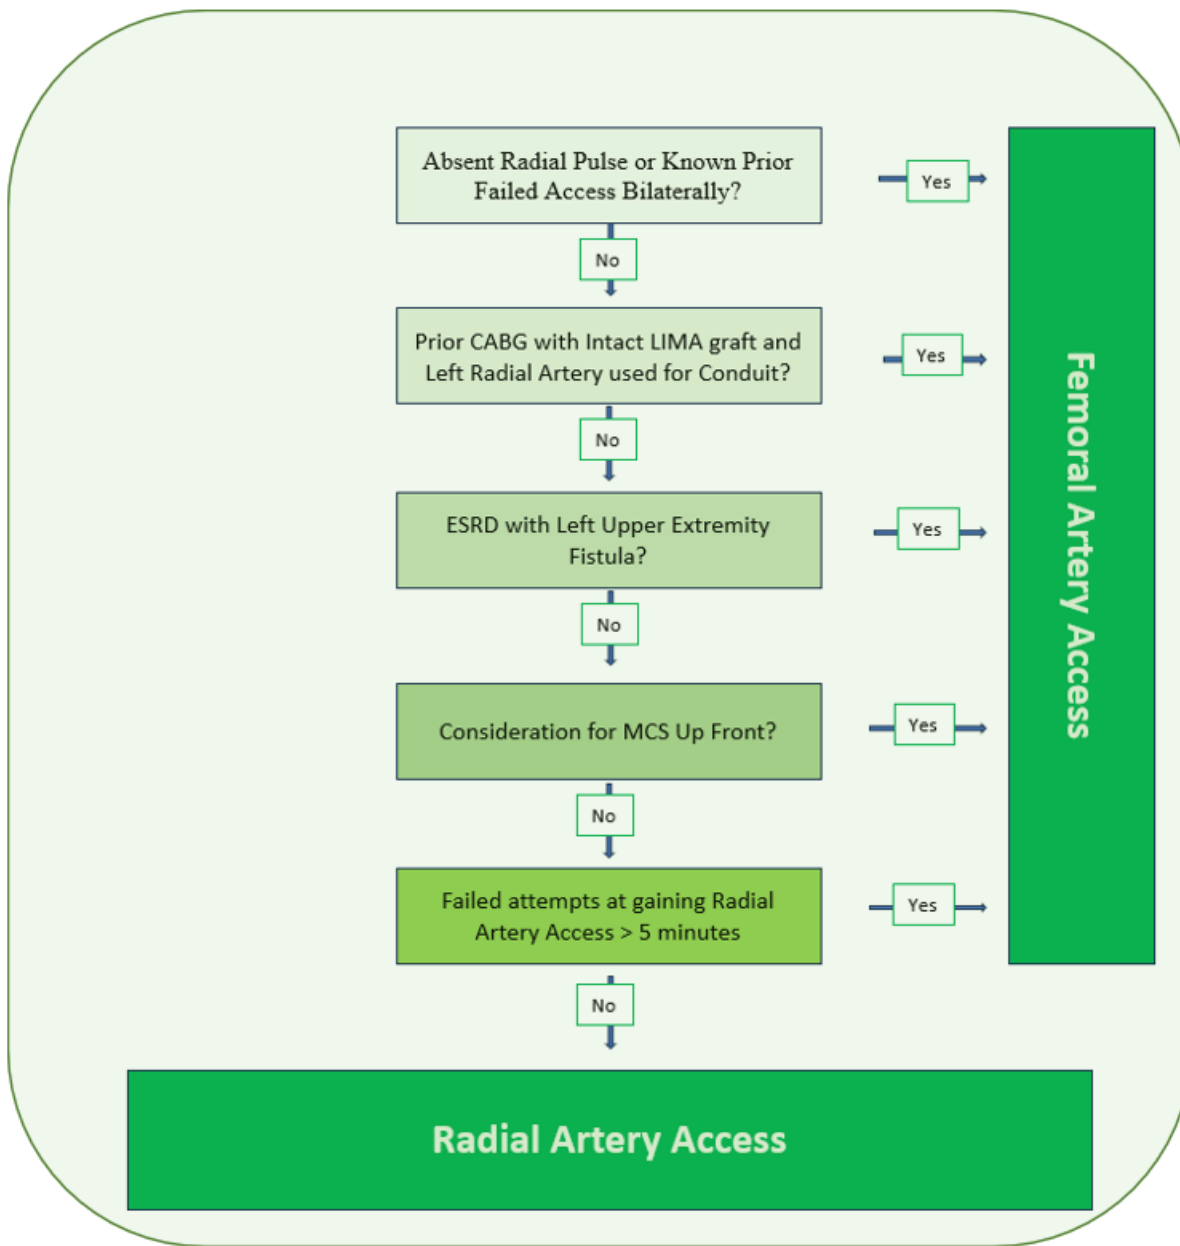 Absent Radial Pulse or Known Prior
Failed Access Bilaterally?
Yes
No
Prior CABG with Intact LIMA graft and
Left Radial Artery used for Conduit?
Yes
No
ESRD with Left Upper Extremity
Fistula?
Yes
No
Consideration for MCS Up Front?
Yes
No
Failed attempts at gaining Radial
Artery Access > 5 minutes
Yes
No
Femoral Artery Access
Radial Artery Access